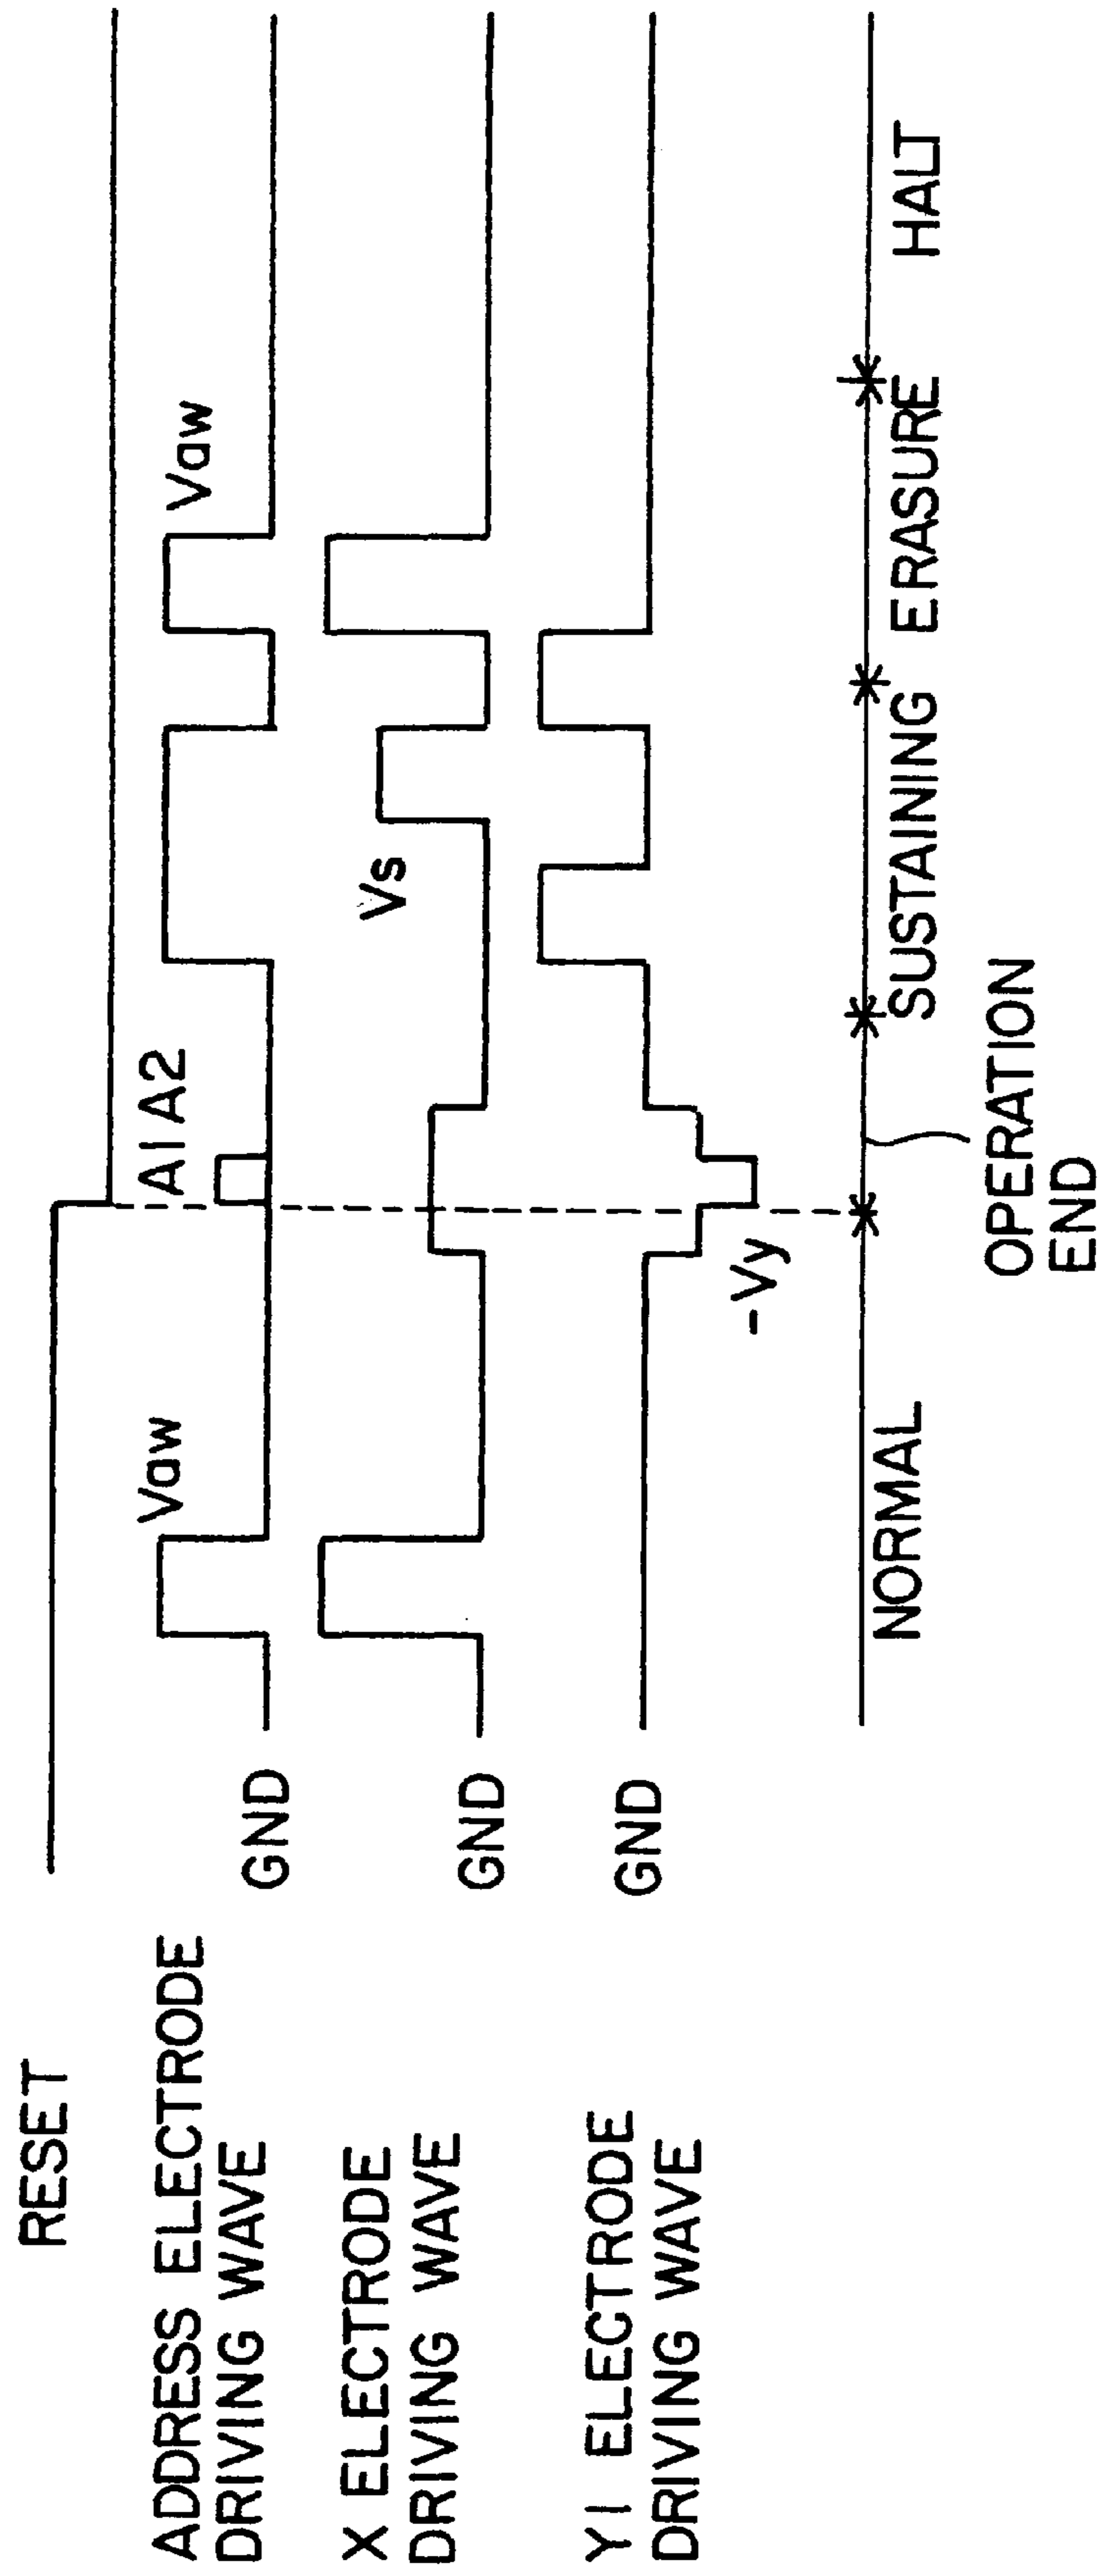 RESET
ADDRESS ELECTRODE
DRIVING WAVE
GND
Vaw
A1 A2
Vaw
X ELECTRODE
DRIVING WAVE
GND
Vs
Y1 ELECTRODE
DRIVING WAVE
GND
-Vy
NORMAL
SUSTAINING
ERASURE
HALT
OPERATION
END